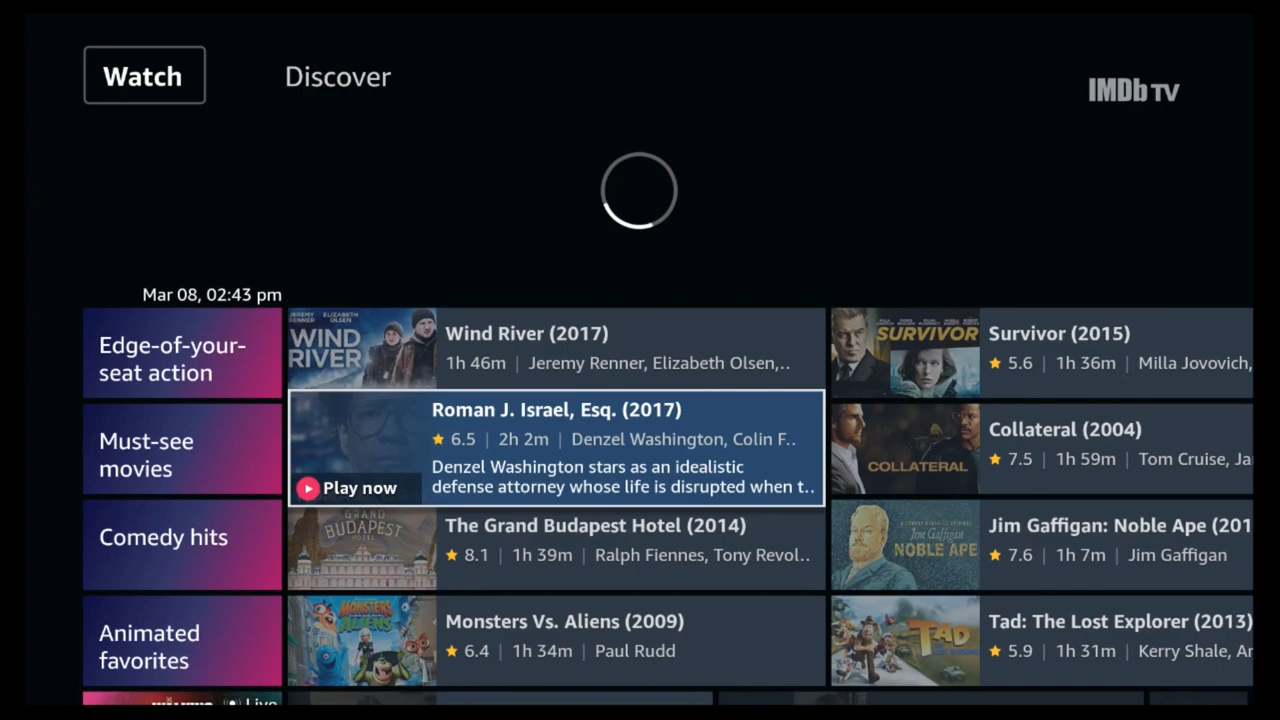 Watch
Discover
IMDb TV
Mar 08, 02:43 pm
Edge-of-your-
seat action
JEREMY RENNER ELIZABETH OLSEN
WIND
RIVER
Wind River (2017)
1h 46m | Jeremy Renner, Elizabeth Olsen,..
SURVIVOR
Survivor (2015)
5.6 | 1h 36m | Milla Jovovich,
Must-see
movies
Roman J. Israel, Esq. (2017)
6.5 | 2h 2m | Denzel Washington, Colin F..
Denzel Washington stars as an idealistic
defense attorney whose life is disrupted when t..
Play now
COLLATERAL
Collateral (2004)
7.5 | 1h 59m | Tom Cruise, Ja
Comedy hits
GRAND
BUDAPEST
HOTEL
The Grand Budapest Hotel (2014)
8.1 | 1h 39m | Ralph Fiennes, Tony Revol..
Jim Gaffigan
NOBLE APE
Jim Gaffigan: Noble Ape (201
7.6 | 1h 7m | Jim Gaffigan
Animated
favorites
MONSTERS
ALIENS
Monsters Vs. Aliens (2009)
6.4 | 1h 34m | Paul Rudd
TAD
Tad: The Lost Explorer (2013)
5.9 | 1h 31m | Kerry Shale, Ar
Live